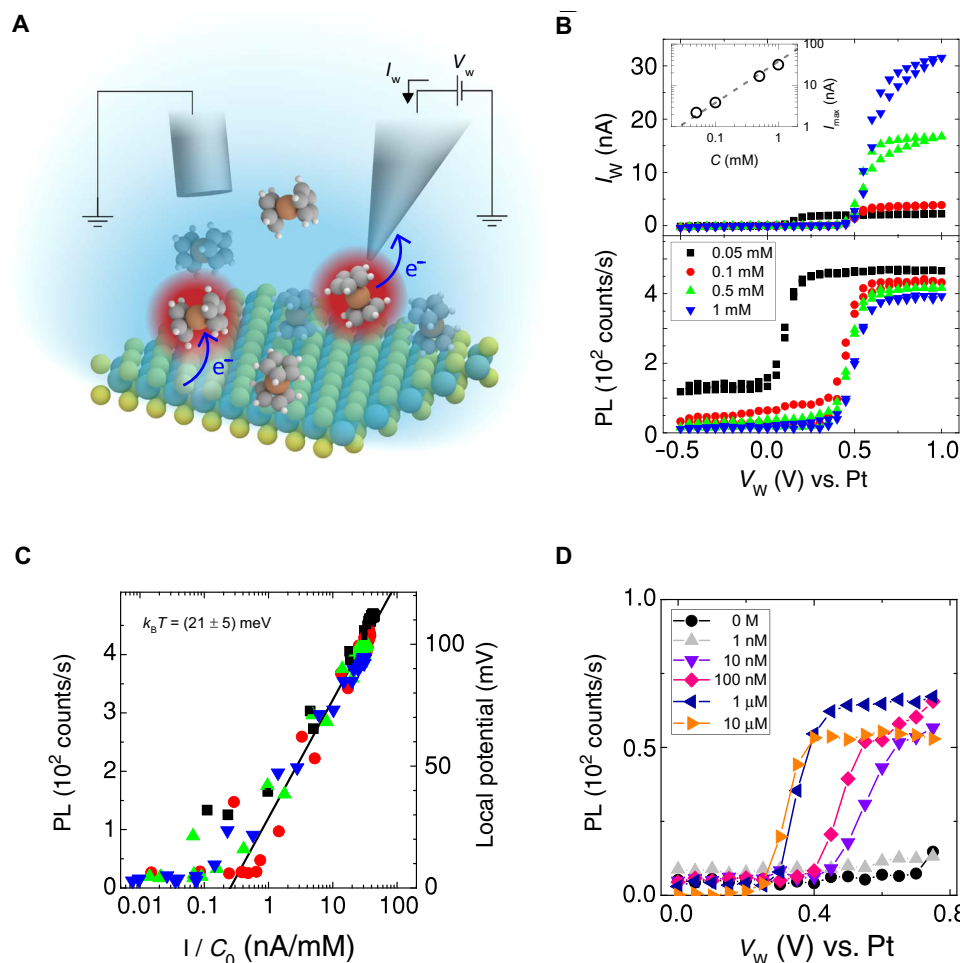 A
I_w
V_w
e⁻
e⁻
B
I_W (nA)
30
20
10
0
100
10
1
I_max (nA)
0.1
1
C (mM)
PL (10² counts/s)
4
2
0
0.05 mM
0.1 mM
0.5 mM
1 mM
−0.5
0.0
0.5
1.0
V_W (V) vs. Pt
C
k_BT = (21 ± 5) meV
PL (10² counts/s)
4
3
2
1
0
Local potential (mV)
100
50
0
0.01
0.1
1
10
100
I / C₀ (nA/mM)
D
PL (10² counts/s)
1.0
0.5
0.0
0 M
1 nM
10 nM
100 nM
1 µM
10 µM
0.0
0.4
0.8
V_W (V) vs. Pt